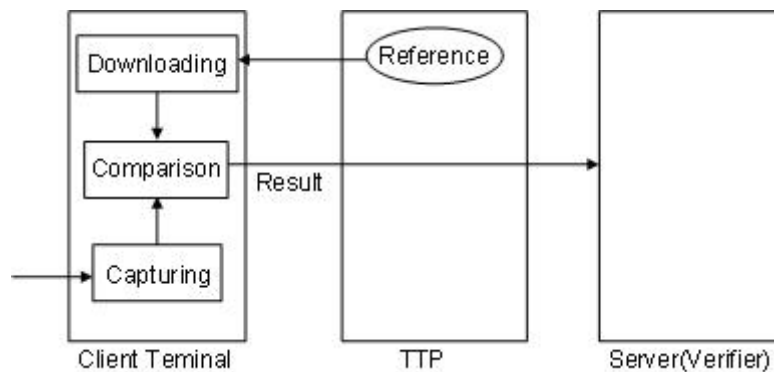 Downloading
Reference
Comparison
Result
Capturing
Client Teminal
TTP
Server(Verifier)